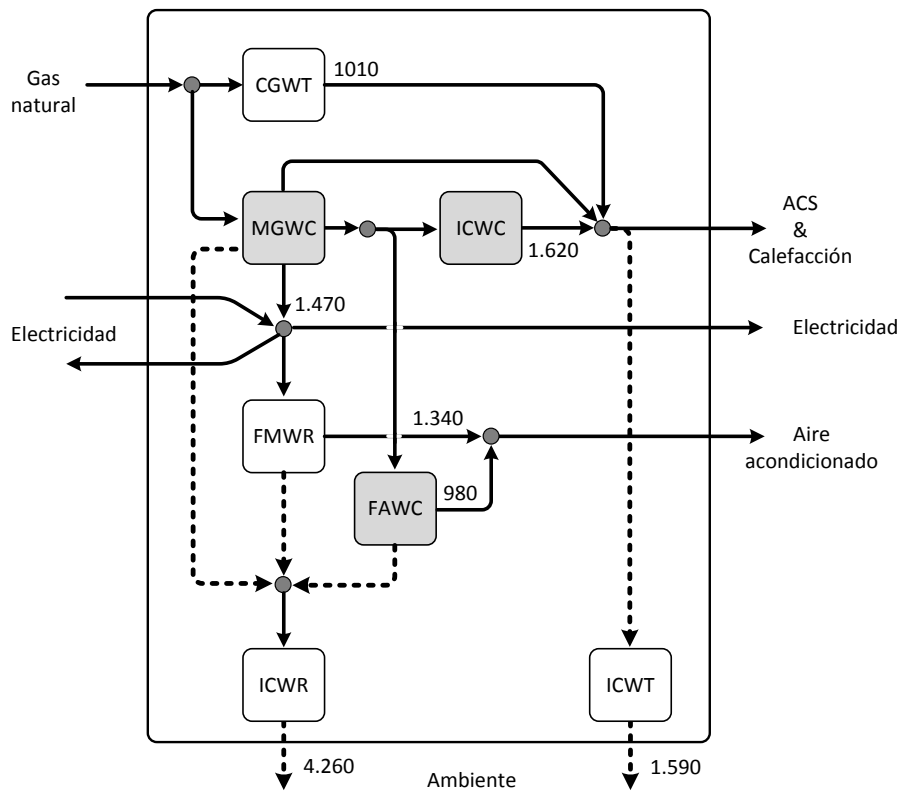 Gas
natural
CGWT
1010
MGWC
ICWC
1.620
ACS
&
Calefacción
1.470
Electricidad
Electricidad
FMWR
1.340
Aire
acondicionado
FAWC
980
ICWR
ICWT
4.260
Ambiente
1.590